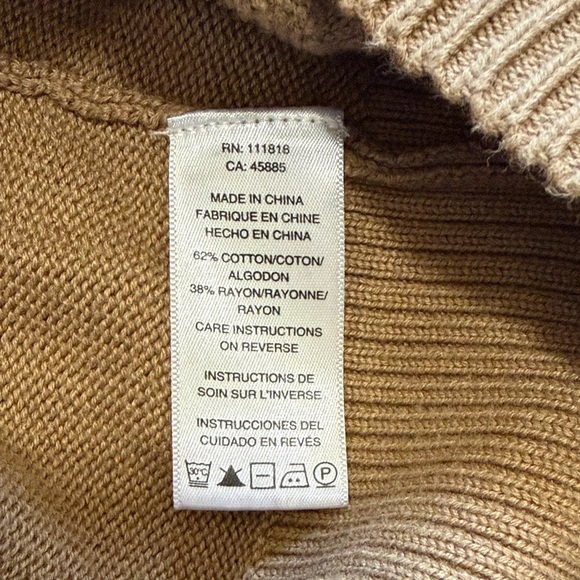 RN: 111818
CA: 45885
MADE IN CHINA
FABRIQUE EN CHINE
HECHO EN CHINA
62% COTTON/COTON/
ALGODON
38% RAYON/RAYONNE/
RAYON
CARE INSTRUCTIONS
ON REVERSE
INSTRUCTIONS DE
SOIN SUR L'INVERSE
INSTRUCCIONES DEL
CUIDADO EN REVÉS
30°C P